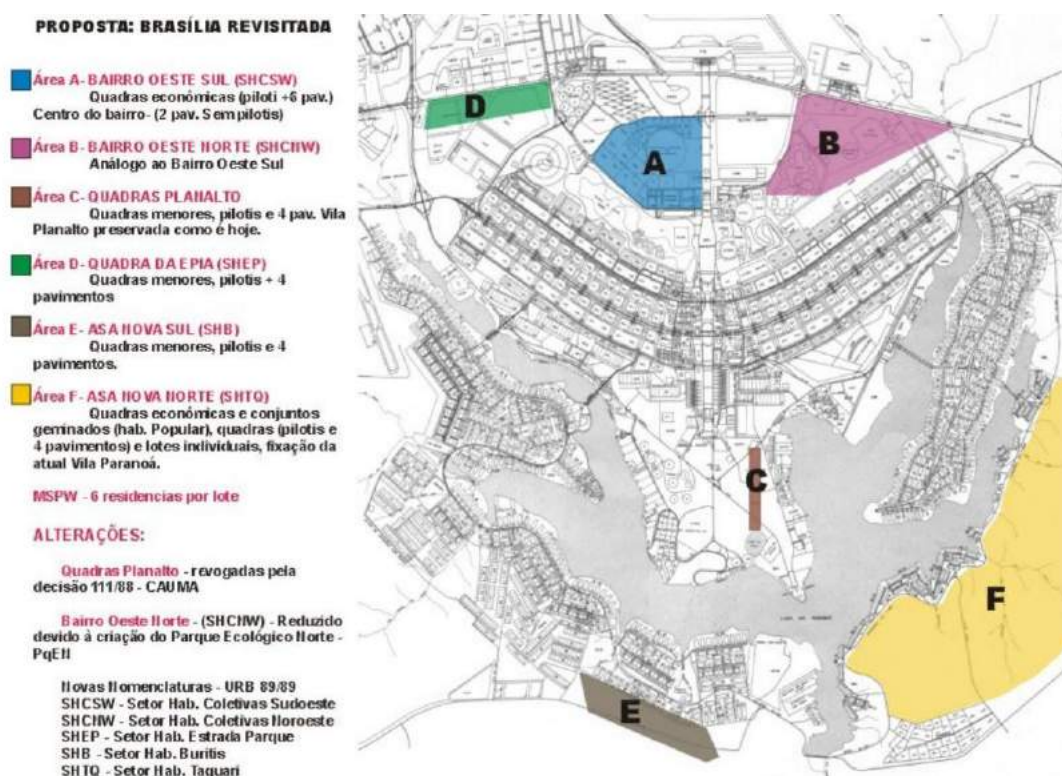 PROPOSTA: BRASÍLIA REVISITADA
Área A- BAIRRO OESTE SUL (SHCSW)
Quadras económicas (piloti +6 pav.)
Centro do bairro- (2 pav. Sem pilotis)
Área B - BAIRRO OESTE NORTE (SHCNW)
Análogo ao Bairro Oeste Sul
Área C- QUADRAS PLANALTO
Quadras menores, pilotis e 4 pav. Vila
Planalto preservada como é hoje.
Área D- QUADRA DA EPIA (SHEP)
Quadras menores, pilotis + 4
pavimentos
Área E- ASA NOVA SUL (SHB)
Quadras menores, pilotis e 4
pavimentos.
Área F- ASA NOVA NORTE (SHTQ)
Quadras económicas e conjuntos
geminados (hab. Popular), quadras (pilotis e
4 pavimentos) e lotes individuais, fixação da
atual Vila Paranoá.
MSPW - 6 residencias por lote
ALTERAÇÕES:
Quadras Planalto - revogadas pela
decisão 111/88 - CAUMA
Bairro Oeste Norte - (SHCNW) - Reduzido
devido à criação do Parque Ecológico Norte -
PqEN
Novas Nomenclaturas - URB 89/89
SHCSW - Setor Hab. Coletivas Sudoeste
SHCNW - Setor Hab. Coletivas Noroeste
SHEP - Setor Hab. Estrada Parque
SHB - Setor Hab. Buritis
SHTQ - Setor Hab. Taquari
D
A
B
C
F
E